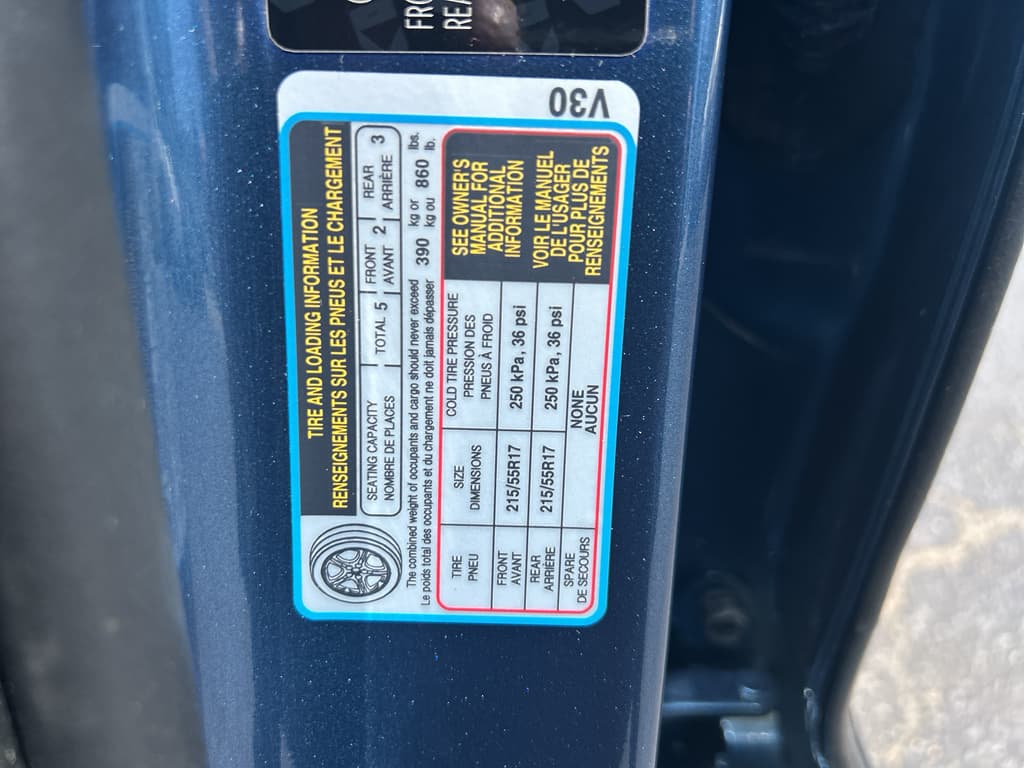 V30
TIRE AND LOADING INFORMATION
RENSEIGNEMENTS SUR LES PNEUS ET LE CHARGEMENT
SEATING CAPACITY TOTAL 5 FRONT 2 REAR 3
NOMBRE DE PLACES AVANT ARRIÈRE
The combined weight of occupants and cargo should never exceed 390 kg or 860 lbs.
Le poids total des occupants et du chargement ne doit jamais dépasser kg ou lb.
TIRE SIZE COLD TIRE PRESSURE
PNEU DIMENSIONS PRESSION DES
PNEUS À FROID
FRONT 215/55R17 250 kPa, 36 psi
AVANT
REAR 215/55R17 250 kPa, 36 psi
ARRIÈRE
SPARE NONE
DE SECOURS AUCUN
SEE OWNER'S
MANUAL FOR
ADDITIONAL
INFORMATION
VOIR LE MANUEL
DE L'USAGER
POUR PLUS DE
RENSEIGNEMENTS